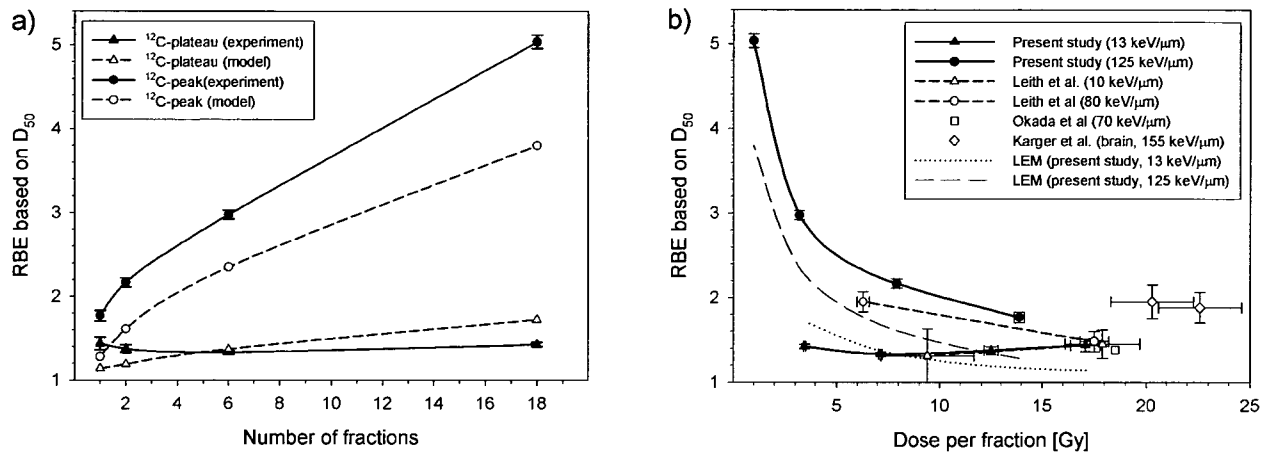 a)
¹²C-plateau (experiment)
¹²C-plateau (model)
¹²C-peak(experiment)
¹²C-peak (model)
5
4
3
2
1
RBE based on D₅₀
2 4 6 8 10 12 14 16 18
Number of fractions
b)
Present study (13 keV/μm)
Present study (125 keV/μm)
Leith et al. (10 keV/μm)
Leith et al (80 keV/μm)
Okada et al (70 keV/μm)
Karger et al. (brain, 155 keV/μm)
LEM (present study, 13 keV/μm)
LEM (present study, 125 keV/μm)
5
4
3
2
1
RBE based on D₅₀
5 10 15 20 25
Dose per fraction [Gy]